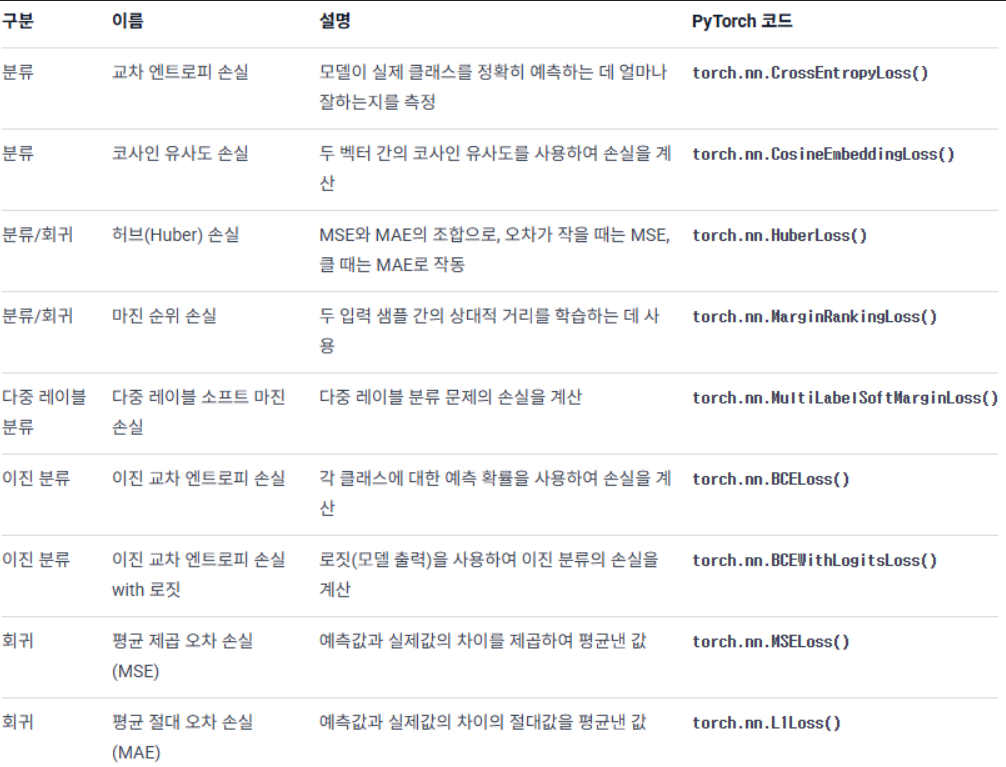 구분 이름 설명 PyTorch 코드
분류 교차 엔트로피 손실 모델이 실제 클래스를 정확히 예측하는 데 얼마나 torch.nn.CrossEntropyLoss()
잘하는지를 측정
분류 코사인 유사도 손실 두 벡터 간의 코사인 유사도를 사용하여 손실을 계 torch.nn.CosineEmbeddingLoss()
산
분류/회귀 허브(Huber) 손실 MSE와 MAE의 조합으로, 오차가 작을 때는 MSE, torch.nn.HuberLoss()
클 때는 MAE로 작동
분류/회귀 마진 순위 손실 두 입력 샘플 간의 상대적 거리를 학습하는 데 사 torch.nn.MarginRankingLoss()
용
다중 레이블 다중 레이블 소프트 마진 다중 레이블 분류 문제의 손실을 계산 torch.nn.MultiLabelSoftMarginLoss()
분류 손실
이진 분류 이진 교차 엔트로피 손실 각 클래스에 대한 예측 확률을 사용하여 손실을 계 torch.nn.BCELoss()
산
이진 분류 이진 교차 엔트로피 손실 로짓(모델 출력)을 사용하여 이진 분류의 손실을 torch.nn.BCEWithLogitsLoss()
with 로짓 계산
회귀 평균 제곱 오차 손실 예측값과 실제값의 차이를 제곱하여 평균낸 값 torch.nn.MSELoss()
(MSE)
회귀 평균 절대 오차 손실 예측값과 실제값의 차이의 절대값을 평균낸 값 torch.nn.L1Loss()
(MAE)